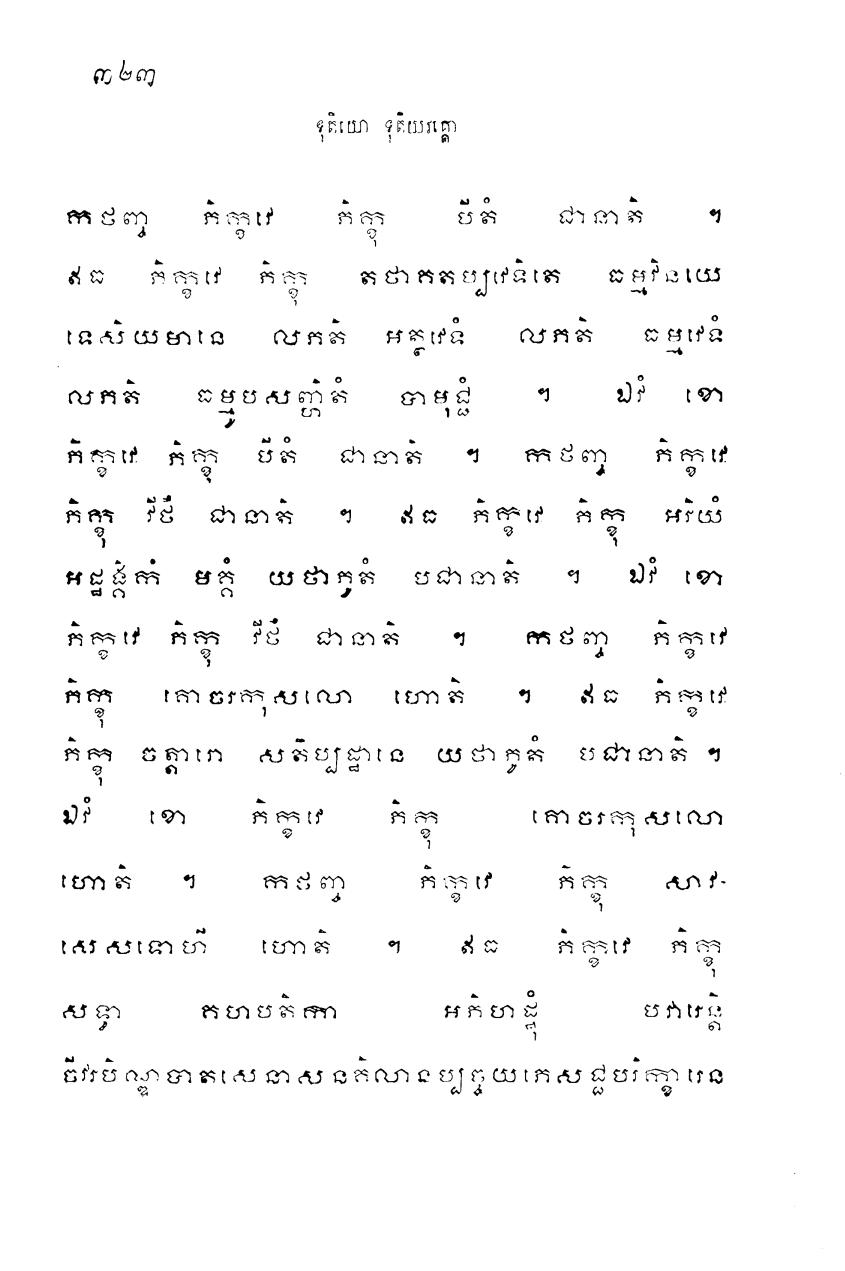 ៣២៣
ទុតិយោ ទុតិយវគ្គោ
កថញ្ច ភិក្ខវេ ភិក្ខុ បីតំ ជានាតិ ។
ឥធ ភិក្ខវេ ភិក្ខុ តថាគតប្បវេទិតេ ធម្មវិនយេ
ទេសិយមានេ លភតិ អត្ថវេទំ លភតិ ធម្មវេទំ
លភតិ ធម្មូបសញ្ហិតំ បាមុជ្ជំ ។ ឯវំ ខោ
ភិក្ខវេ ភិក្ខុ បីតំ ជានាតិ ។ កថញ្ច ភិក្ខវេ
ភិក្ខុ វីថឹ ជានាតិ ។ ឥធ ភិក្ខវេ ភិក្ខុ អរិយំ
អដ្ឋង្គិកំ មគ្គំ យថាភូតំ បជានាតិ ។ ឯវំ ខោ
ភិក្ខវេ ភិក្ខុ វីថឹ ជានាតិ ។ កថញ្ច ភិក្ខវេ
ភិក្ខុ គោចរកុសលោ ហោតិ ។ ឥធ ភិក្ខវេ
ភិក្ខុ ចត្តារោ សតិប្បដ្ឋានេ យថាភូតំ បជានាតិ ។
ឯវំ ខោ ភិក្ខវេ ភិក្ខុ គោចរកុសលោ
ហោតិ ។ កថញ្ច ភិក្ខវេ ភិក្ខុ សាវ-
សេសទោហី ហោតិ ។ ឥធ ភិក្ខវេ ភិក្ខុ
សទ្ធា គហបតិកា អភិហដ្ឋុំ បវារេន្តិ
ចីវរបិណ្ឌបាតសេនាសនគិលានប្បច្ចយភេសជ្ជបរិក្ខារេន